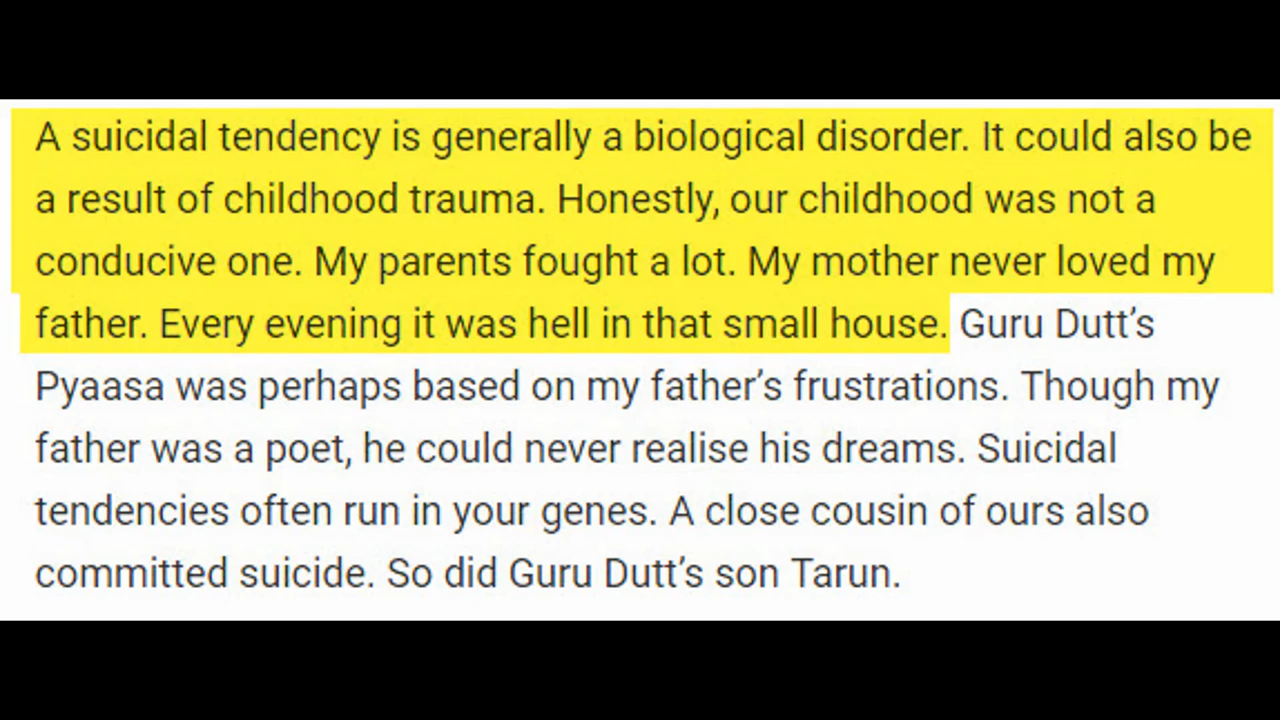 A suicidal tendency is generally a biological disorder. It could also be
a result of childhood trauma. Honestly, our childhood was not a
conducive one. My parents fought a lot. My mother never loved my
father. Every evening it was hell in that small house. Guru Dutt’s
Pyaasa was perhaps based on my father’s frustrations. Though my
father was a poet, he could never realise his dreams. Suicidal
tendencies often run in your genes. A close cousin of ours also
committed suicide. So did Guru Dutt’s son Tarun.